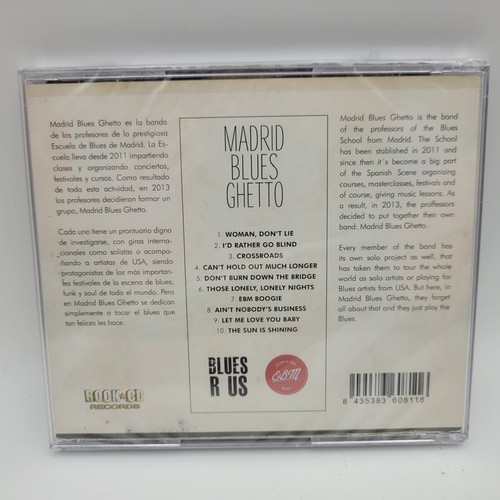 Madrid Blues Ghetto es la banda
de los profesores de la prestigiosa
Escuela de Blues de Madrid. La Es-
cuela lleva desde 2011 impartiendo
clases y organizando conciertos,
festivales y cursos. Como resultado
de toda esta actividad, en 2013
los profesores decidieron formar un
grupo, Madrid Blues Ghetto.
Cada uno tiene un prontuario digno
de investigarse, con giras interna-
cionales como solistas o acompa-
ñando a artistas de USA, siendo
protagonistas de los más importan-
tes festivales de la escena de blues,
funk y soul de todo el mundo. Pero
en Madrid Blues Ghetto se dedican
simplemente a tocar el blues que
tan felices les hace.
ROCK CD
RECORDS
MADRID
BLUES
GHETTO
1. WOMAN, DON'T LIE
2. I'D RATHER GO BLIND
3. CROSSROADS
4. CAN'T HOLD OUT MUCH LONGER
5. DON'T BURN DOWN THE BRIDGE
6. THOSE LONELY, LONELY NIGHTS
7. EBM BOOGIE
8. AIN'T NOBODY'S BUSINESS
9. LET ME LOVE YOU BABY
10. THE SUN IS SHINING
BLUES
R US
EBM
Madrid Blues Ghetto is the band
of the professors of the Blues
School from Madrid. The School
has been stablished in 2011 and
since then it´s become a big part
of the Spanish Scene organizing
courses, masterclasses, festivals and
of course, giving music lessons. As
a result, in 2013, the proffessors
decided to put together their own
band: Madrid Blues Ghetto.
Every member of the band has
its own solo project as well, that
has taken them to tour the whole
world as solo artists or playing for
Blues artists from USA. But here, in
Madrid Blues Ghetto, they forget
all about that and they just play the
Blues.
8 435383 608116